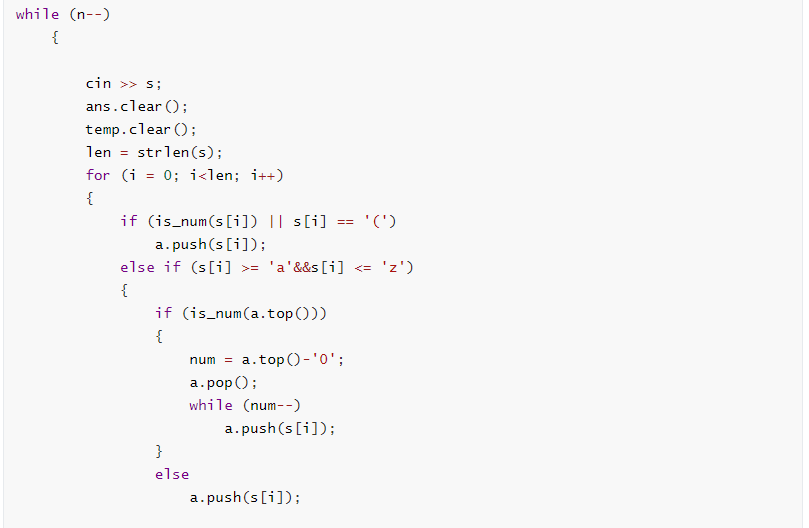 while (n--)
{
cin >> s;
ans.clear();
temp.clear();
len = strlen(s);
for (i = 0; i<len; i++)
{
if (is_num(s[i]) || s[i] == '(')
a.push(s[i]);
else if (s[i] >= 'a'&&s[i] <= 'z')
{
if (is_num(a.top()))
{
num = a.top()-'0';
a.pop();
while (num--)
a.push(s[i]);
}
else
a.push(s[i]);